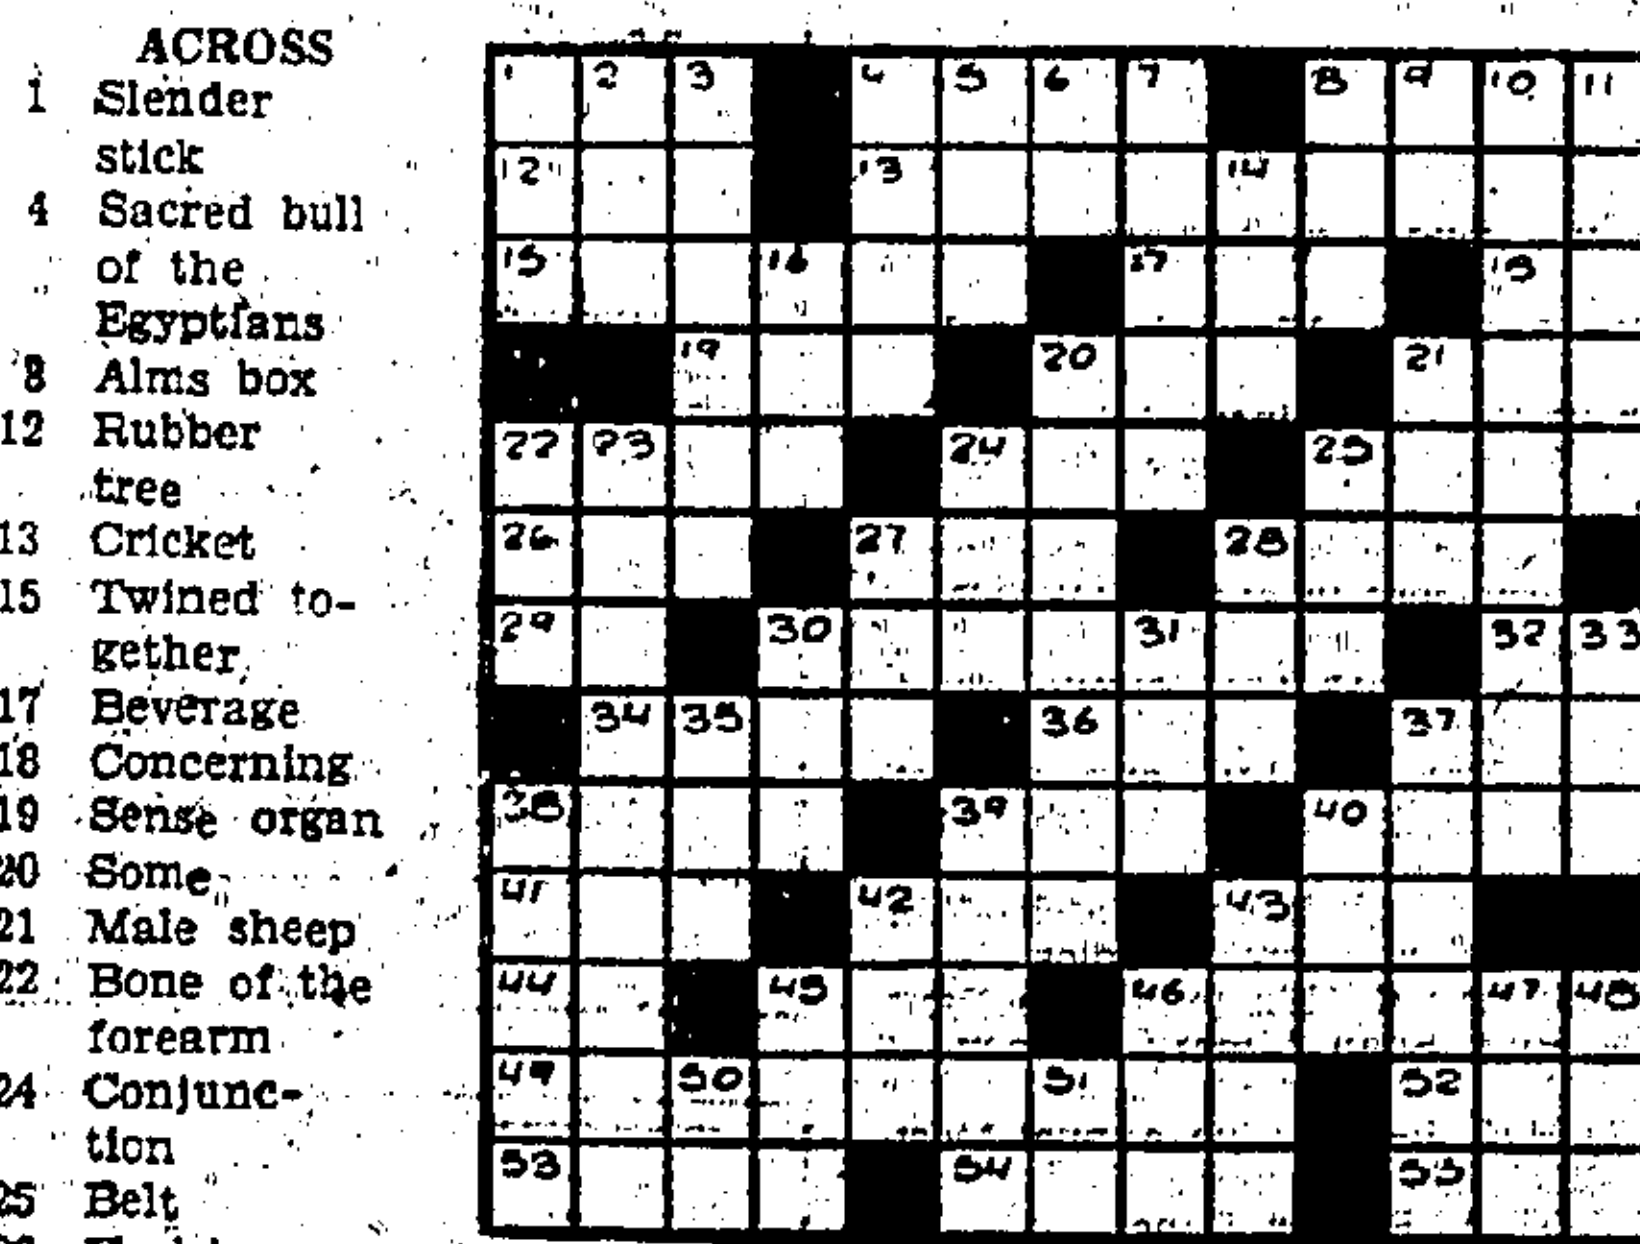 ACROSS
1 Slender
stick
4 Sacred bull
of the
Egyptians
8 Alms box
12 Rubber
tree
13 Cricket
15 Twined to-
gether
17 Beverage
18 Concerning
19 Sense organ
20 Some
21 Male sheep
22 Bone of the
forearm
24 Conjunc-
tion
25 Belt
1 2 3 4 5 6 7 8 9 10 11
12 13 14
15 16 17 18
19 20 21
22 23 24 25
26 27 28
29 30 31 32 33
34 35 36 37
38 39 40
41 42 43
44 45 46 47 48
49 50 51 52
53 54 55